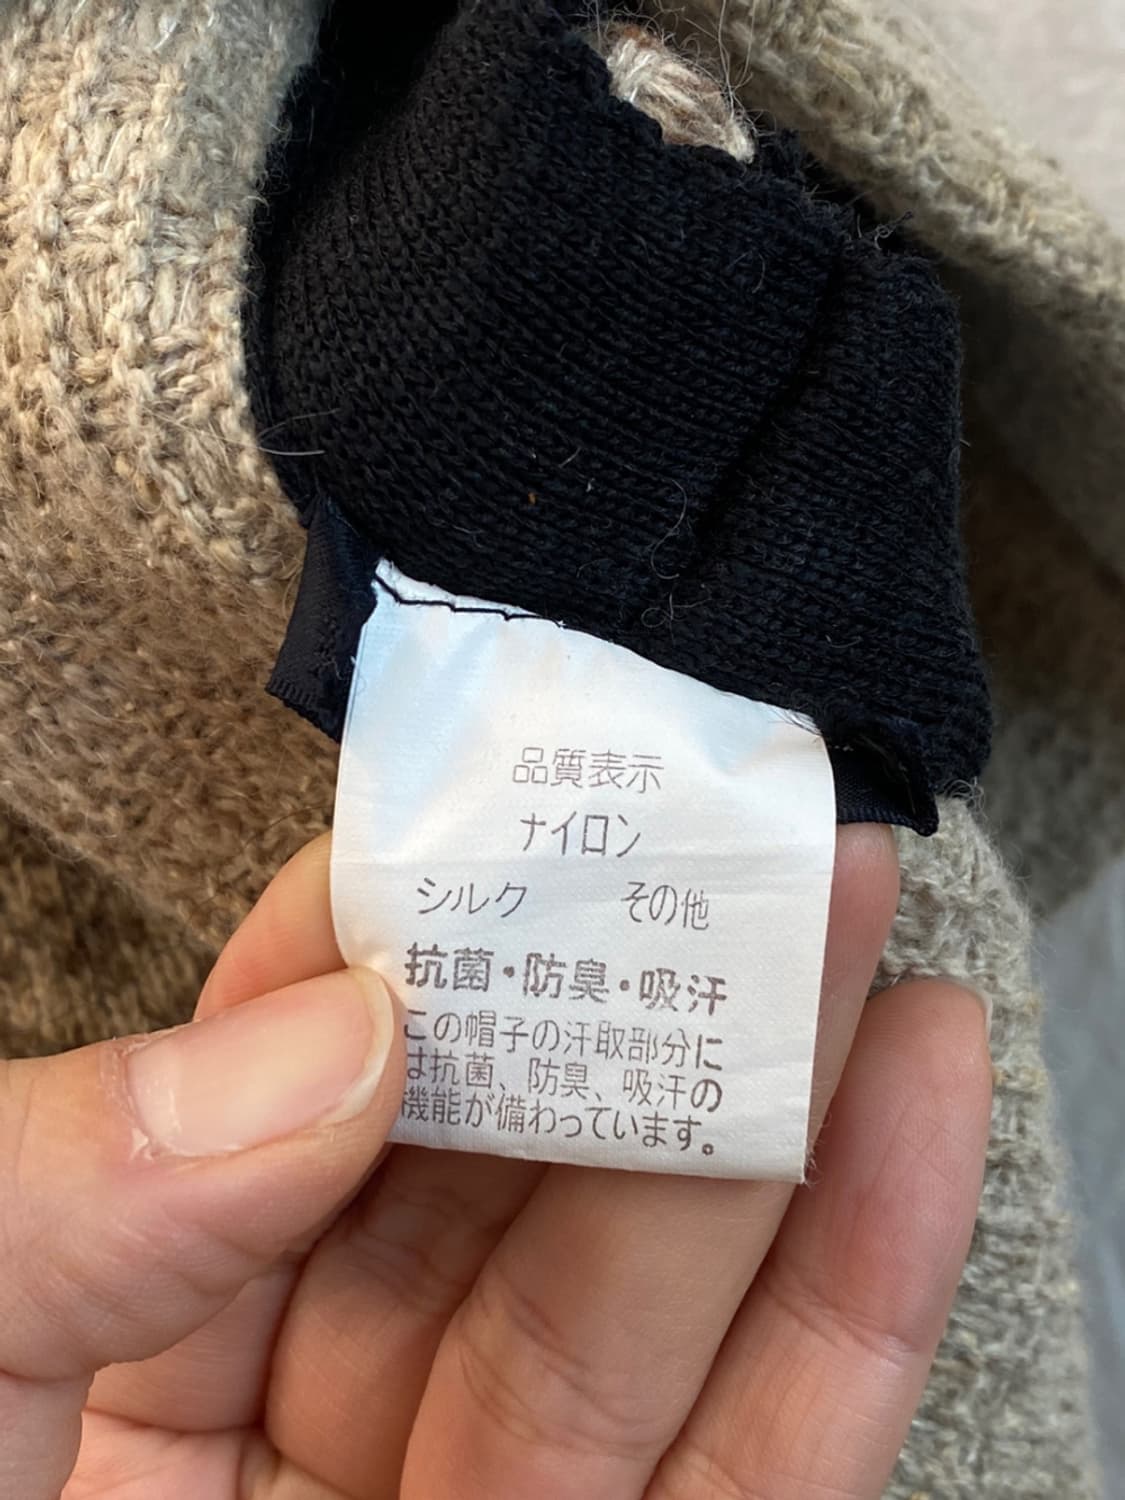 品質表示
ナイロン
シルク その他
抗菌・防臭・吸汗
この帽子の汗取部分に
は抗菌、防臭、吸汗の
機能が備わっています。